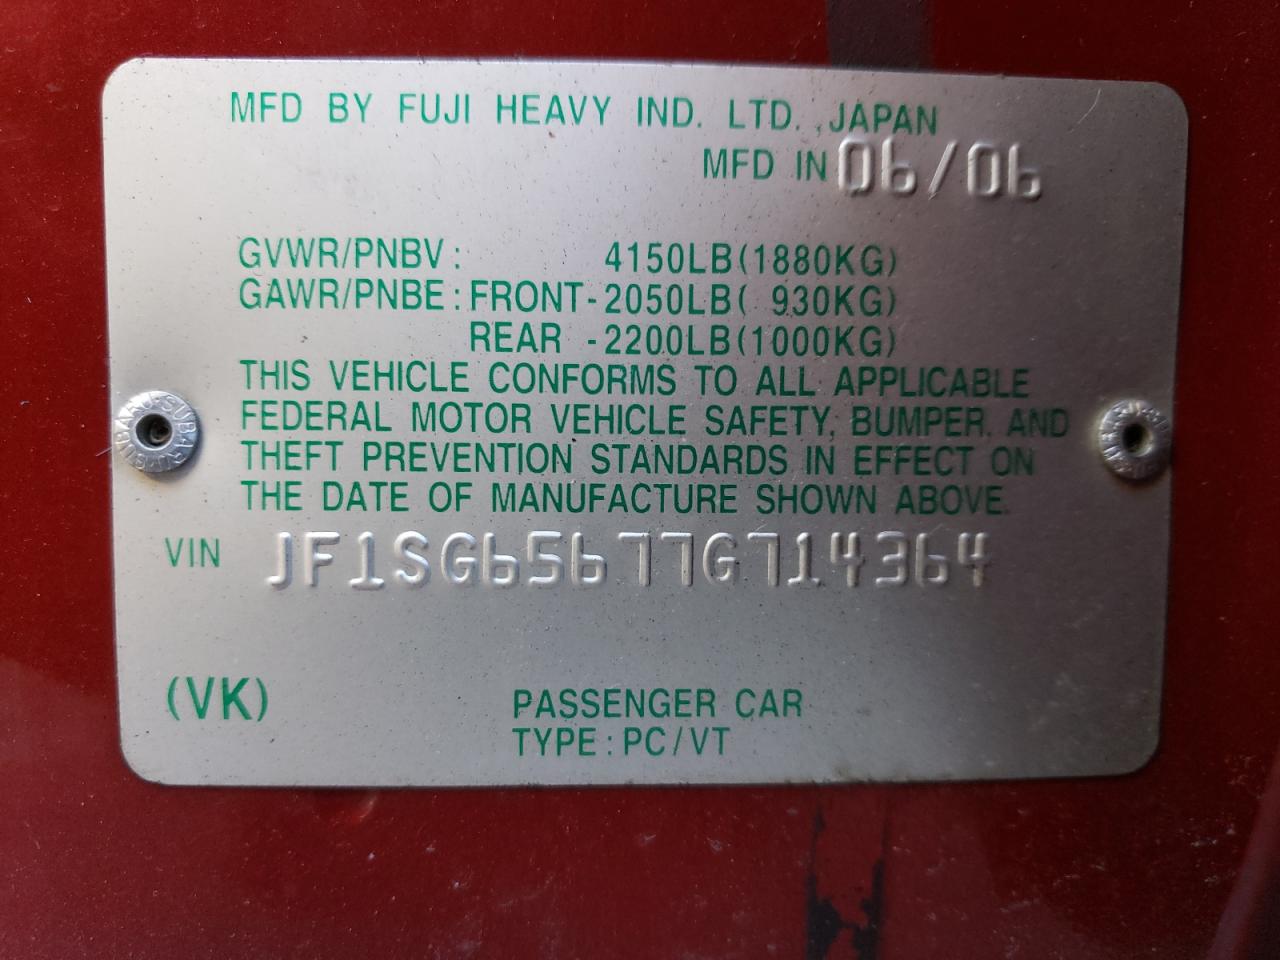 MFD BY FUJI HEAVY IND. LTD., JAPAN
MFD IN 06/06
GVWR/PNBV: 4150LB(1880KG)
GAWR/PNBE: FRONT-2050LB( 930KG)
REAR -2200LB(1000KG)
THIS VEHICLE CONFORMS TO ALL APPLICABLE
FEDERAL MOTOR VEHICLE SAFETY, BUMPER, AND
THEFT PREVENTION STANDARDS IN EFFECT ON
THE DATE OF MANUFACTURE SHOWN ABOVE.
VIN JF1SG65677G714364
(VK) PASSENGER CAR
TYPE: PC/VT